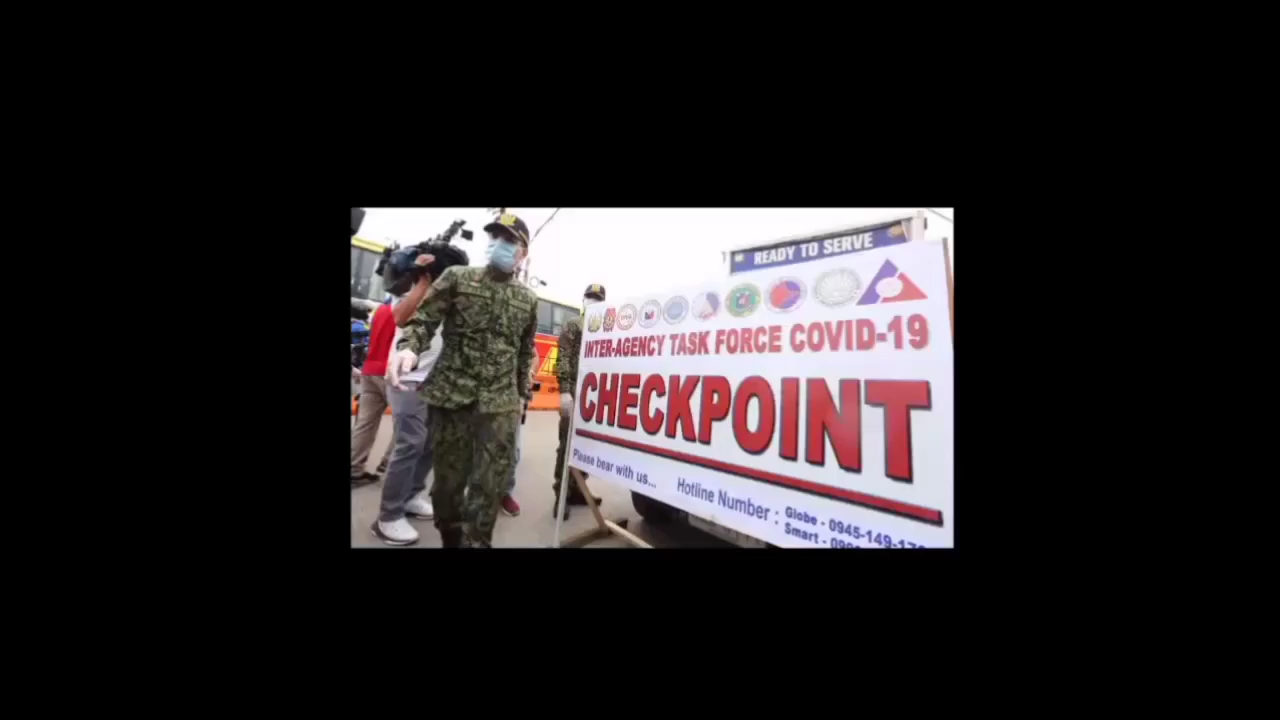 READY TO SERVE
INTER-AGENCY TASK FORCE COVID-19
CHECKPOINT
Please bear with us...
Hotline Number :
Globe - 0945-149-
Smart -